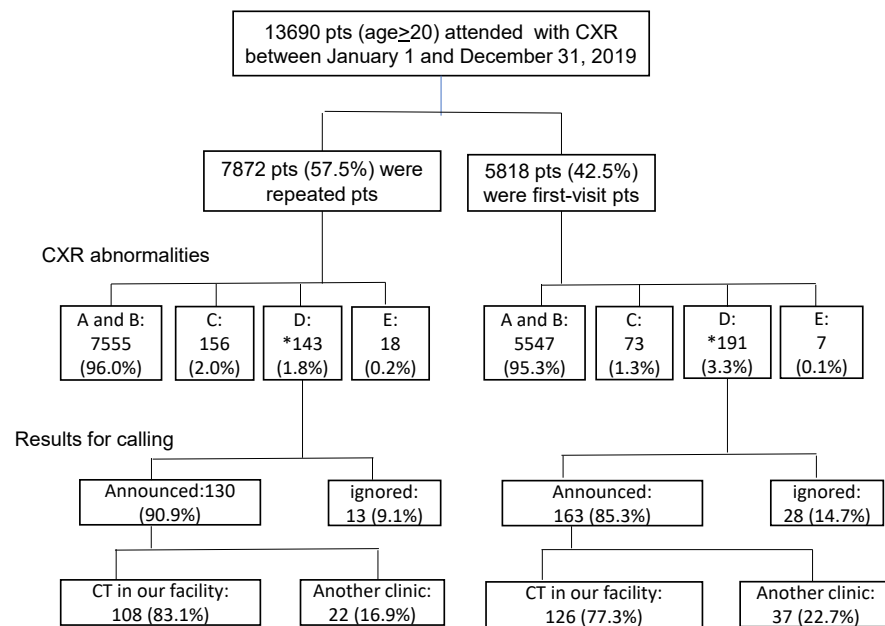 13690 pts (age≥20) attended with CXR
between January 1 and December 31, 2019
7872 pts (57.5%) were
repeated pts
5818 pts (42.5%)
were first-visit pts
CXR abnormalities
A and B:
7555
(96.0%)
C:
156
(2.0%)
D:
*143
(1.8%)
E:
18
(0.2%)
A and B:
5547
(95.3%)
C:
73
(1.3%)
D:
*191
(3.3%)
E:
7
(0.1%)
Results for calling
Announced:130
(90.9%)
ignored:
13 (9.1%)
Announced:
163 (85.3%)
ignored:
28 (14.7%)
CT in our facility:
108 (83.1%)
Another clinic:
22 (16.9%)
CT in our facility:
126 (77.3%)
Another clinic:
37 (22.7%)